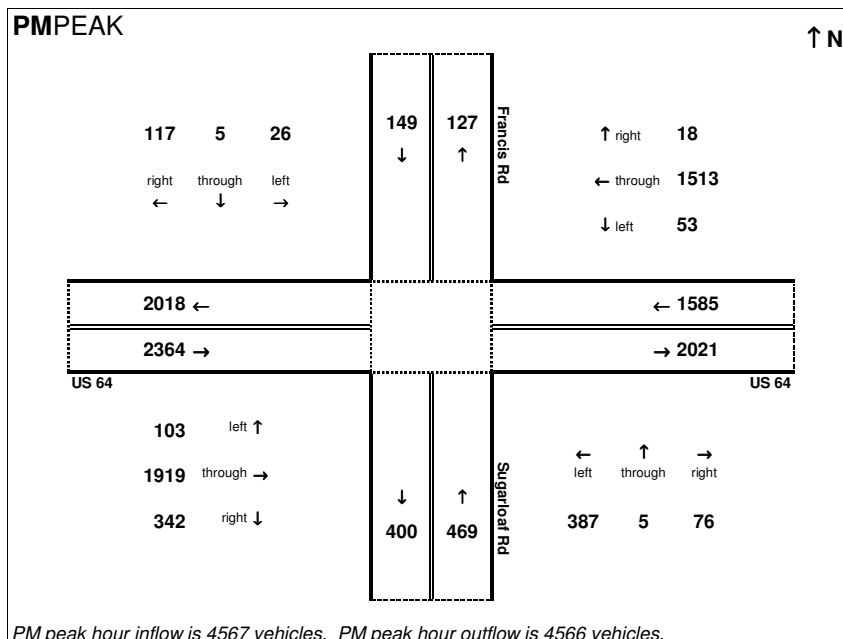 PMPEAK
↑ N
117 5 26
right through left
← ↓ →
149 127
↓ ↑
Francis Rd
↑ right 18
← through 1513
↓ left 53
2018 ←
2364 →
← 1585
→ 2021
US 64
US 64
103 left ↑
1919 through →
342 right ↓
↓ ↑
400 469
Sugarloaf Rd
← ↑ →
left through right
387 5 76
PM peak hour inflow is 4567 vehicles. PM peak hour outflow is 4566 vehicles.